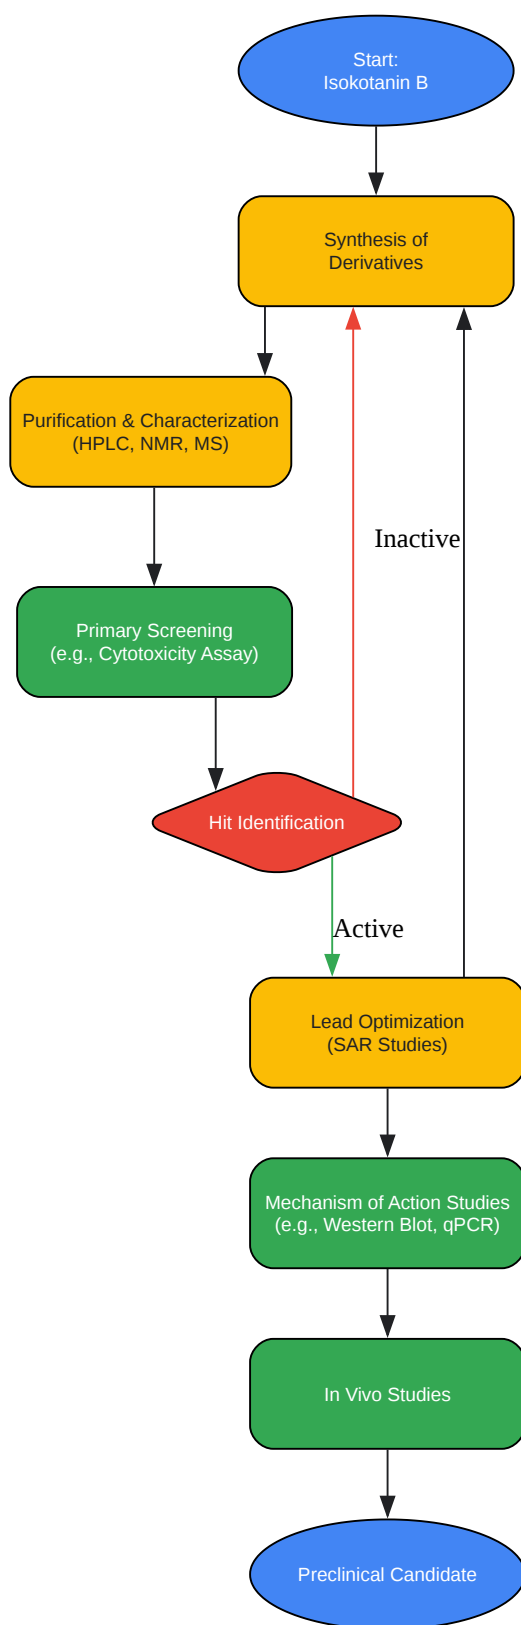 Start:
Isokotanin B
Synthesis of
Derivatives
Purification & Characterization
(HPLC, NMR, MS)
Inactive
Primary Screening
(e.g., Cytotoxicity Assay)
Hit Identification
Active
Lead Optimization
(SAR Studies)
Mechanism of Action Studies
(e.g., Western Blot, qPCR)
In Vivo Studies
Preclinical Candidate